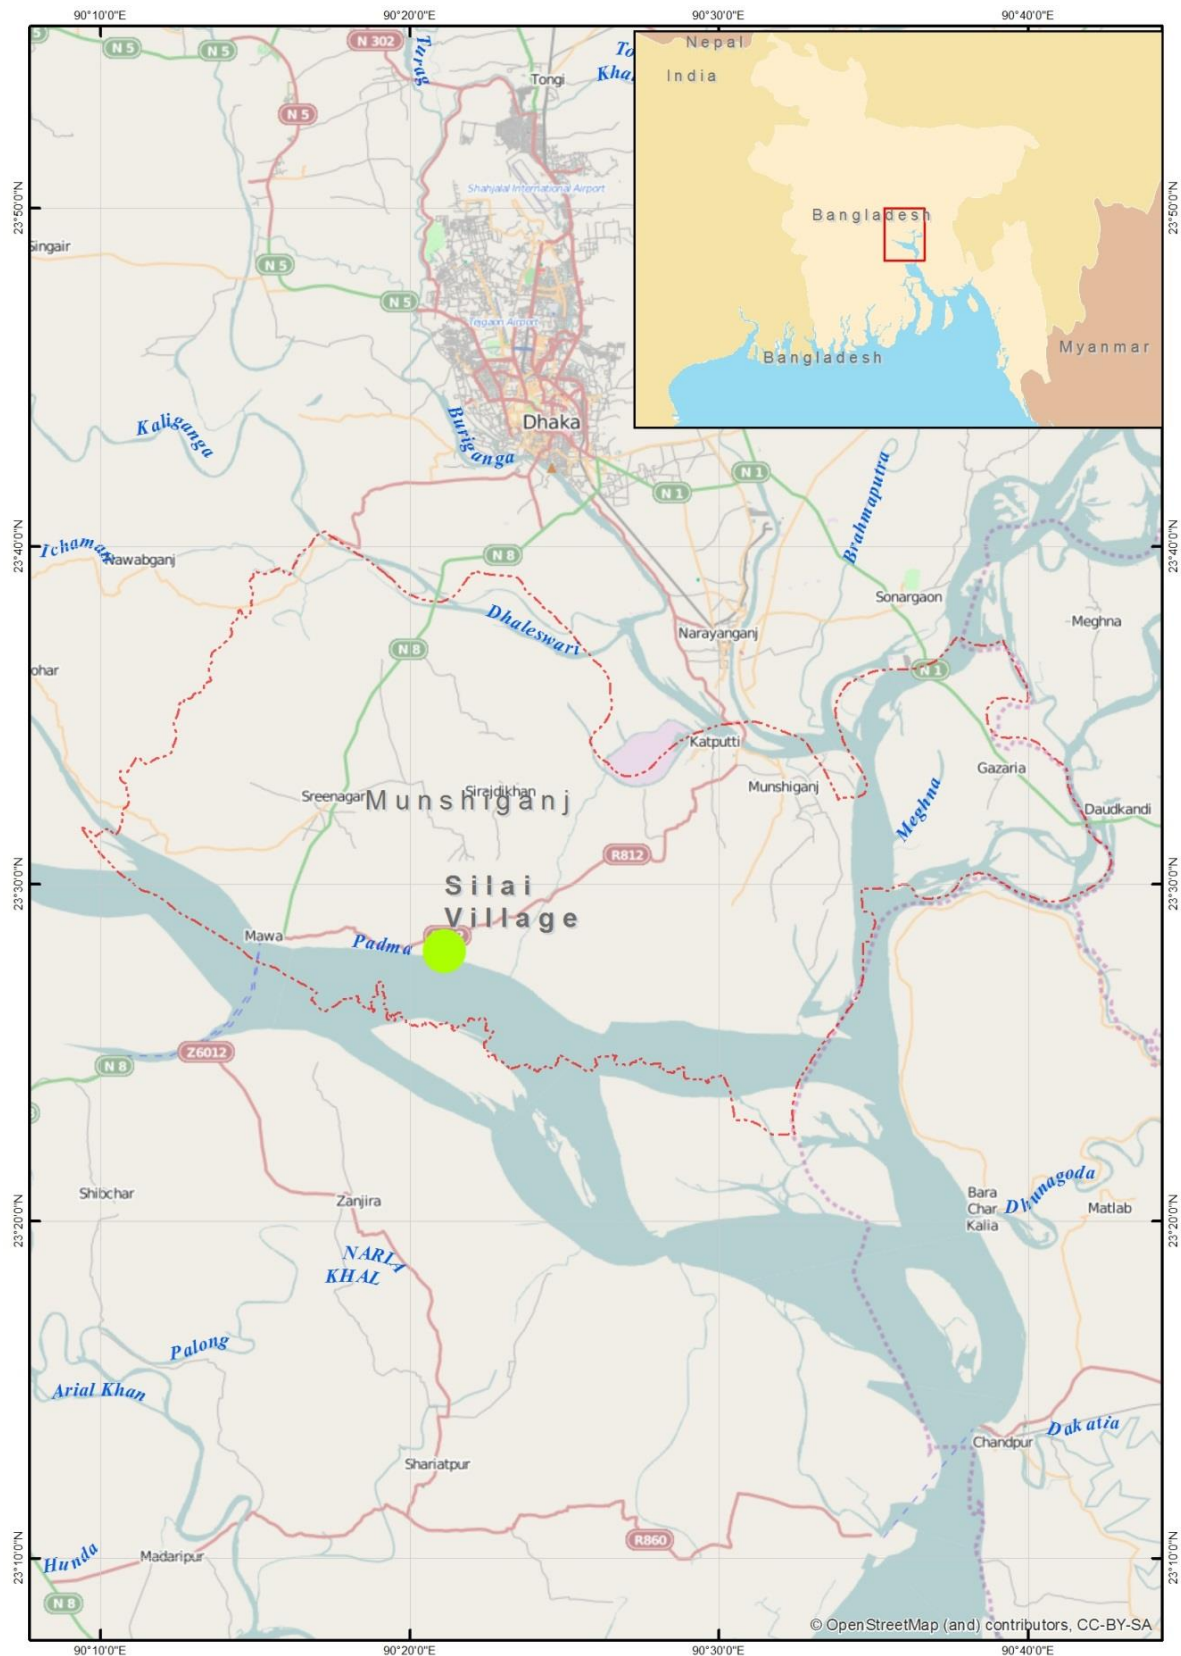 90°10'0"E
90°20'0"E
90°30'0"E
90°40'0"E
N 5
N 5
N 302
Turag
Tongi
N 5
Nepal
India
Bangladesh
Bangladesh
Myanmar
Shahjalal International Airport
23°50'0"N
23°50'0"N
Singair
N 5
N 5
Tejgaon Airport
Kaliganga
Buriganga
Dhaka
N 1
N 1
Brahmaputra
23°40'0"N
23°40'0"N
Nawabganj
N 8
Sonargaon
Dhaleswari
Narayanganj
Meghna
N 8
ohar
N 1
Katputti
Gazaria
Sreenagar
Sirajdikhan
Munshiganj
Munshiganj
Meghna
Daudkandi
R812
23°30'0"N
23°30'0"N
Silai
Village
Mawa
Padma
N 8
Z6012
Shibchar
Zanjira
Bara
Char
Kalia
Dhunagoda
Matlab
23°20'0"N
23°20'0"N
NARIA
KHAL
Palong
Arial Khan
Chandpur
Dakatia
Shariatpur
R860
23°10'0"N
23°10'0"N
Madaripur
Hunda
N 8
© OpenStreetMap (and) contributors, CC-BY-SA
90°10'0"E
90°20'0"E
90°30'0"E
90°40'0"E